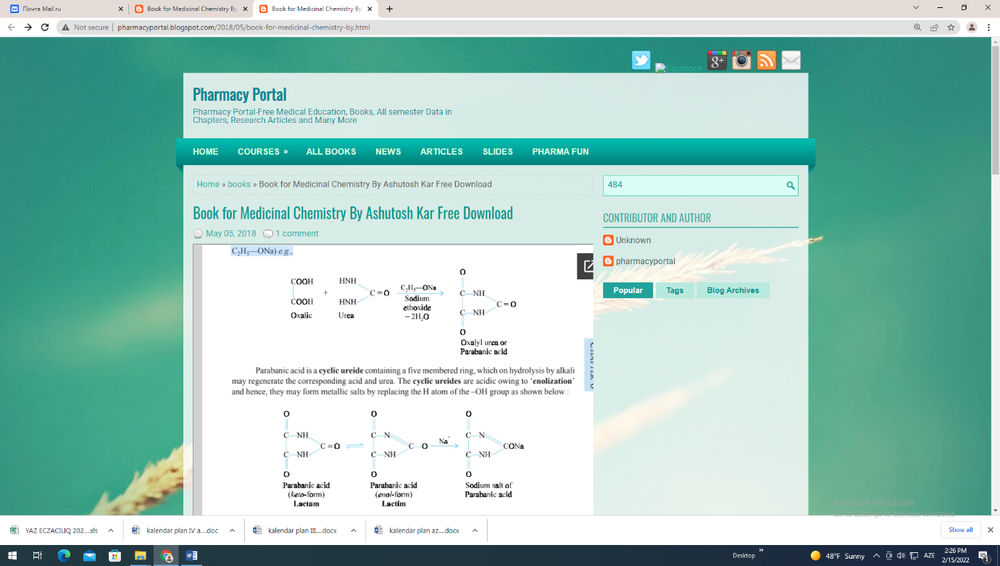 Почта Mail.ru
Book for Medicinal Chemistry By
Book for Medicinal Chemistry By
Not secure
pharmacyportal.blogspot.com/2018/05/book-for-medicinal-chemistry-by.html
Facebook
Pharmacy Portal
Pharmacy Portal-Free Medical Education, Books, All semester Data in
Chapters, Research Articles and Many More
HOME COURSES » ALL BOOKS NEWS ARTICLES SLIDES PHARMA FUN
Home » books » Book for Medicinal Chemistry By Ashutosh Kar Free Download
484
Book for Medicinal Chemistry By Ashutosh Kar Free Download
May 05, 2018 1 comment
CONTRIBUTOR AND AUTHOR
Unknown
pharmacyportal
Popular Tags Blog Archives
C₂H₅—ONa) e.g.,
COOH
COOH
Oxalic
+
HNH
HNH
C=O
Urea
C₂H₅—ONa
Sodium
ethoxide
– 2H₂O
O
C—NH
C=O
C—NH
O
Oxalyl urea or
Parabanic acid
Parabanic acid is a cyclic ureide containing a five membered ring, which on hydrolysis by alkali
may regenerate the corresponding acid and urea. The cyclic ureides are acidic owing to ‘enolization’
and hence, they may form metallic salts by replacing the H atom of the –OH group as shown below :
O
C—NH
C=O
C—NH
O
Parabanic acid
(keto-form)
Lactam
O
C—N
C—O
C—NH
O
Parabanic acid
(enol-form)
Lactim
Na⁺
O
C—N
CONa
C—NH
O
Sodium salt of
Parabanic acid
Activate Windows
Go to Settings to activate Windows.
YAZ ECZACILIQ 202....xls
kalendar plan IV a....doc
kalendar plan III....docx
kalendar plan az....docx
Show all
Desktop
48°F Sunny
AZE
2:26 PM
2/15/2022
1